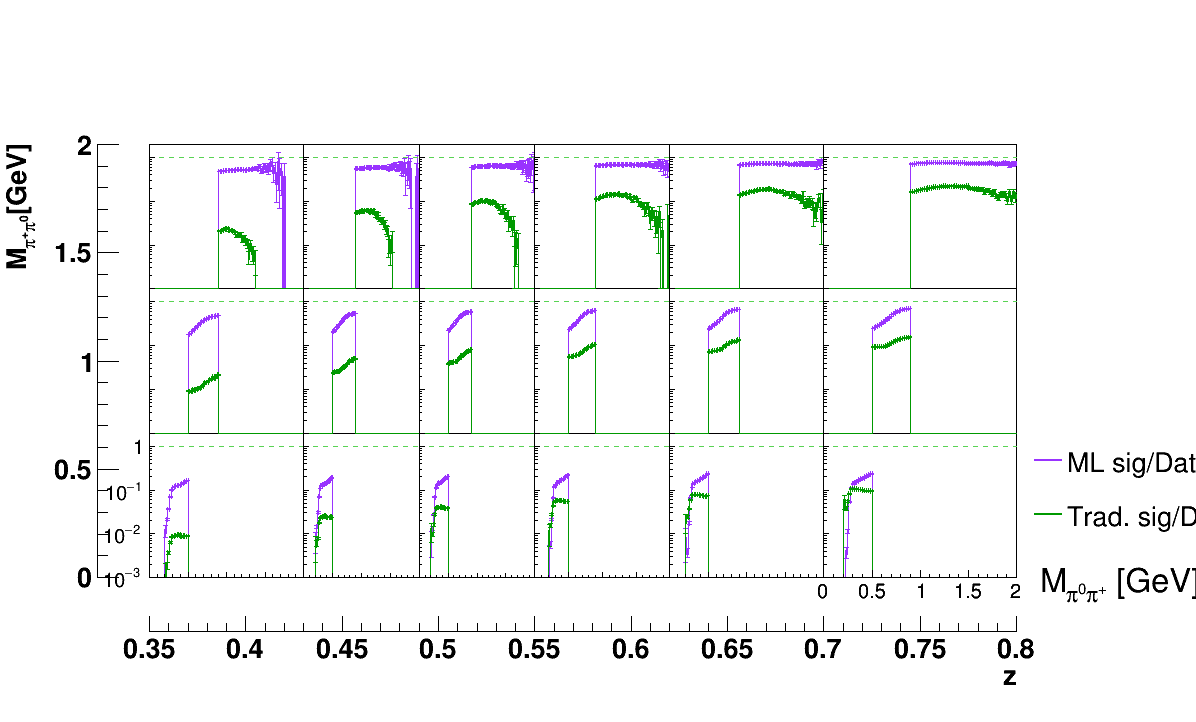 M_{π⁺π⁰}[GeV]
2
1.5
1
0.5
0
1
10⁻¹
10⁻²
10⁻³
ML sig/Dat
Trad. sig/D
M_{π⁰π⁺} [GeV]
0 0.5 1 1.5 2
0.35 0.4 0.45 0.5 0.55 0.6 0.65 0.7 0.75 0.8
z